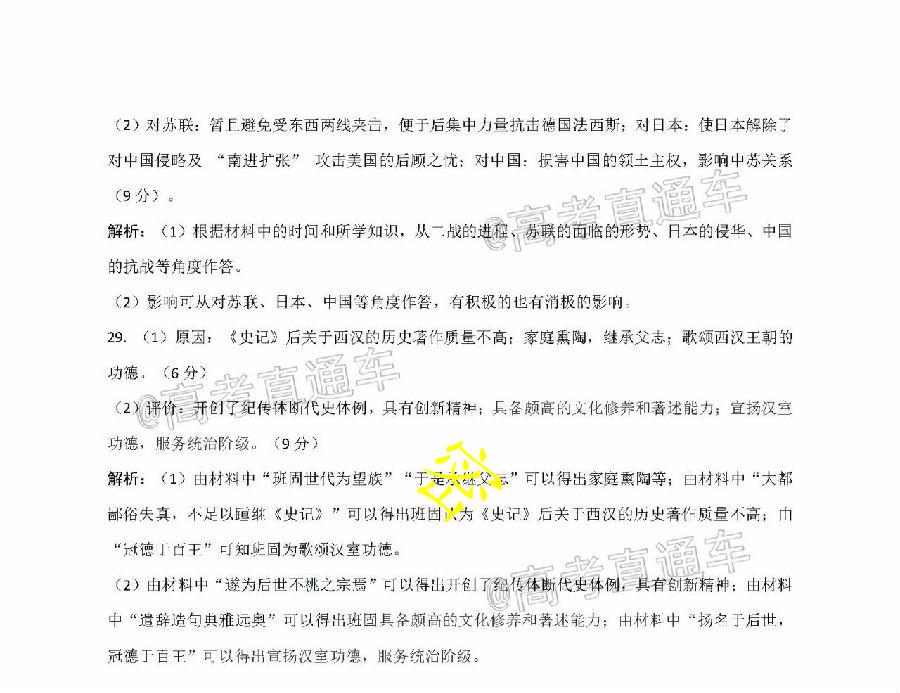 （2）对苏联：暂且避免受东西两线夹击，便于后集中力量抗击德国法西斯；对日本：使日本解除了
对中国侵略及 “南进扩张” 攻击美国的后顾之忧；对中国：损害中国的领土主权，影响中苏关系
（9 分）。
@高考直通车
解析：（1）根据材料中的时间和所学知识，从二战的进程、苏联的面临的形势、日本的侵华、中国
的抗战等角度作答。
（2）影响可从对苏联、日本、中国等角度作答，有积极的也有消极的影响。
29. （1）原因：《史记》后关于西汉的历史著作质量不高；家庭熏陶，继承父志；歌颂西汉王朝的
功德。（6 分）
@高考直通车
（2）评价：开创了纪传体断代史体例，具有创新精神；具备颇高的文化修养和著述能力；宣扬汉室
功德，服务统治阶级。（9 分）
解析：（1）由材料中“班固世代为望族”“于是承继父志”可以得出家庭熏陶等；由材料中“大都
鄙俗失真，不足以踵继《史记》”可以得出班固认为《史记》后关于西汉的历史著作质量不高；由
“冠德于百王”可知班固为歌颂汉室功德。
@高考直通车
（2）由材料中“遂为后世不祧之宗焉”可以得出开创了纪传体断代史体例，具有创新精神；由材料
中“遣辞造句典雅远奥”可以得出班固具备颇高的文化修养和著述能力；由材料中“扬名于后世，
冠德于百王”可以得出宣扬汉室功德，服务统治阶级。